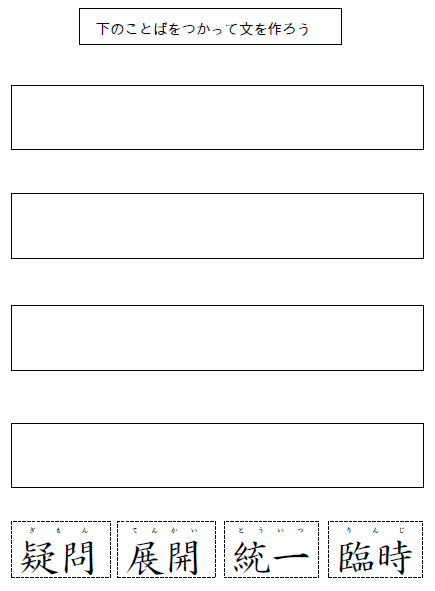 下のことばをつかって文を作ろう
ぎもん てんかい とういつ りんじ
疑問 展開 統一 臨時